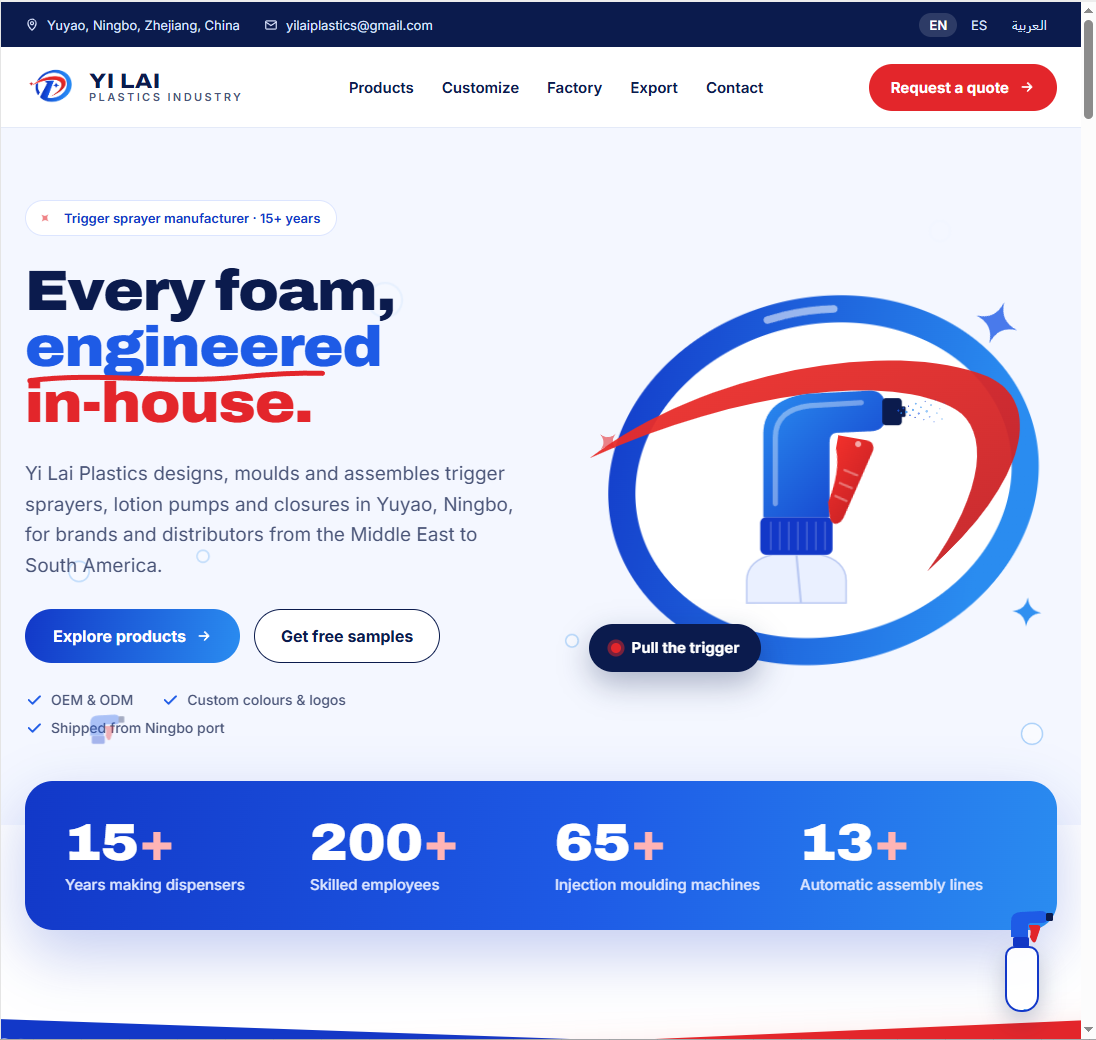 Yuyao, Ningbo, Zhejiang, China
yilaiplastics@gmail.com
EN
ES
العربية
YI LAI
PLASTICS INDUSTRY
Products
Customize
Factory
Export
Contact
Request a quote
Trigger sprayer manufacturer · 15+ years
Every foam,
engineered
in-house.
Yi Lai Plastics designs, moulds and assembles trigger
sprayers, lotion pumps and closures in Yuyao, Ningbo,
for brands and distributors from the Middle East to
South America.
Explore products
Get free samples
Pull the trigger
OEM & ODM
Custom colours & logos
Shipped from Ningbo port
15+
Years making dispensers
200+
Skilled employees
65+
Injection moulding machines
13+
Automatic assembly lines